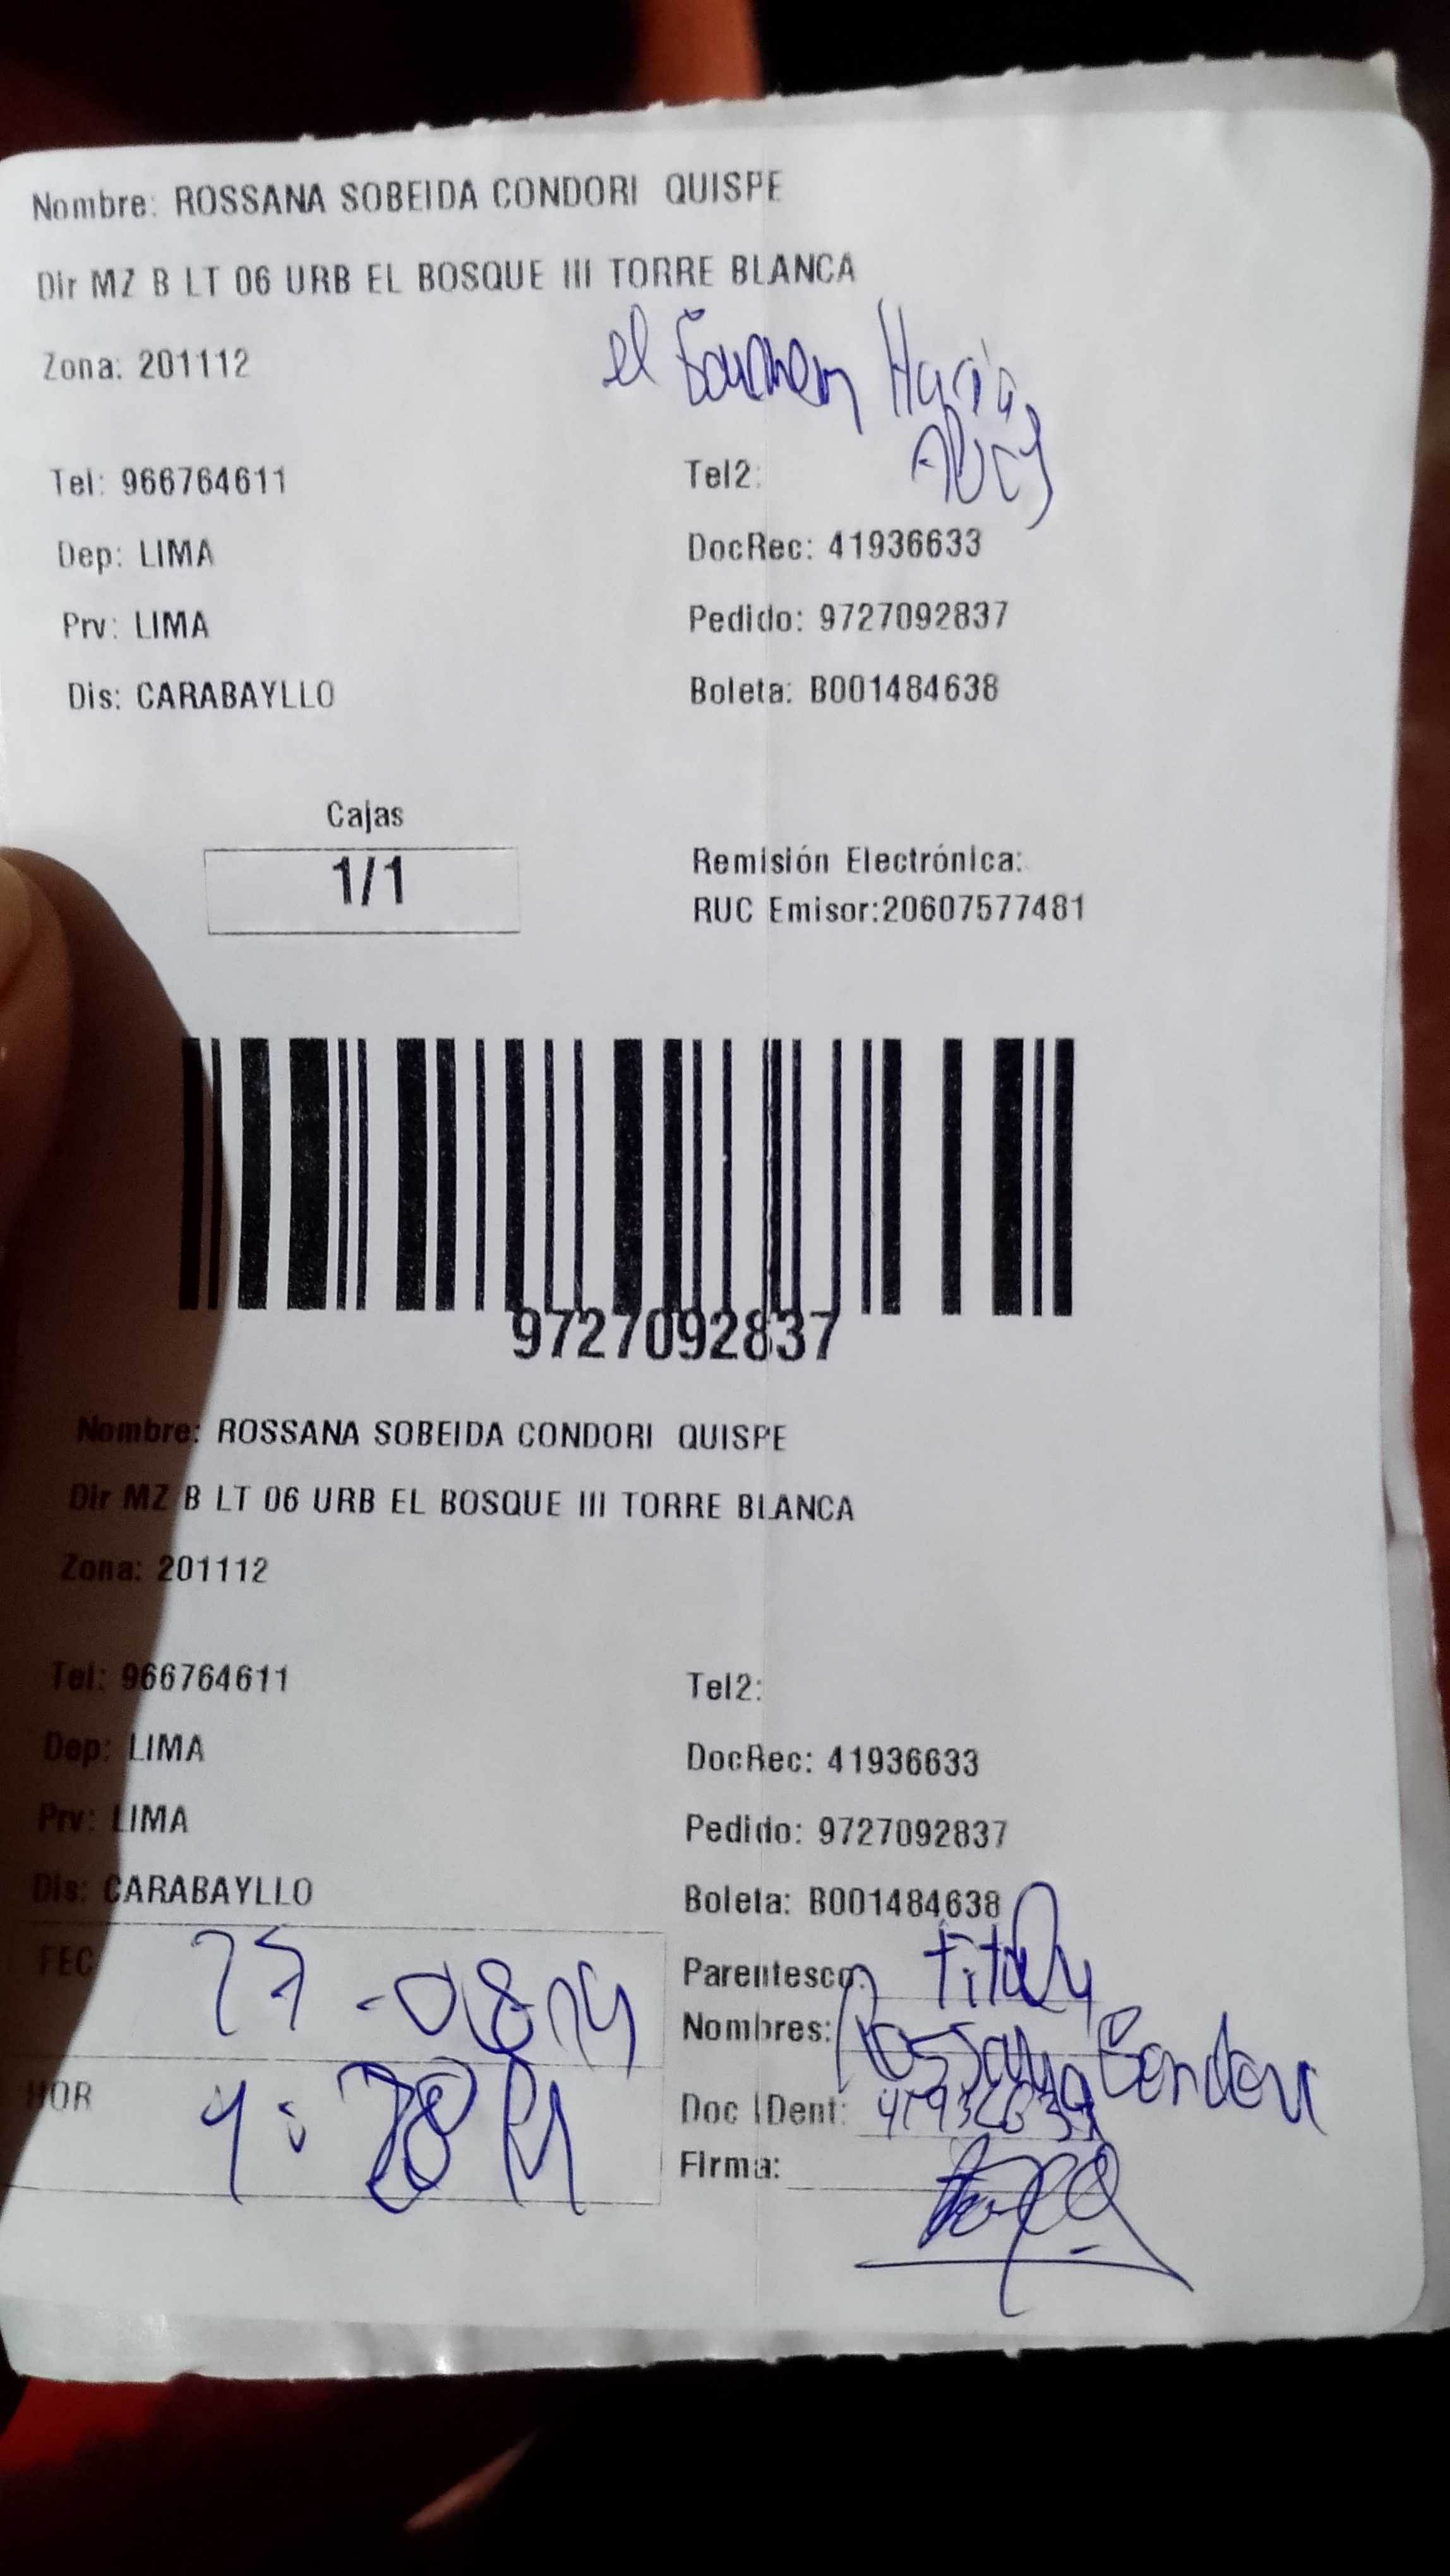 Nombre: ROSSANA SOBEIDA CONDORI QUISPE
Dir MZ B LT 06 URB EL BOSQUE III TORRE BLANCA
el
Zona: 201112
Tel: 966764611 Tel2:
Dep: LIMA DocRec: 41936633
Prv: LIMA Pedido: 9727092837
Dis: CARABAYLLO Boleta: B001484638
Cajas
1/1
Remisión Electrónica:
RUC Emisor:20607577481
9727092837
Nombre: ROSSANA SOBEIDA CONDORI QUISPE
Dir MZ B LT 06 URB EL BOSQUE III TORRE BLANCA
Zona: 201112
Tel: 966764611 Tel2:
Dep: LIMA DocRec: 41936633
Prv: LIMA Pedido: 9727092837
Dis: CARABAYLLO Boleta: B001484638
FEC Parentesco:
Nombres: Rossana Condori
HOR Doc IDent:
Firma: